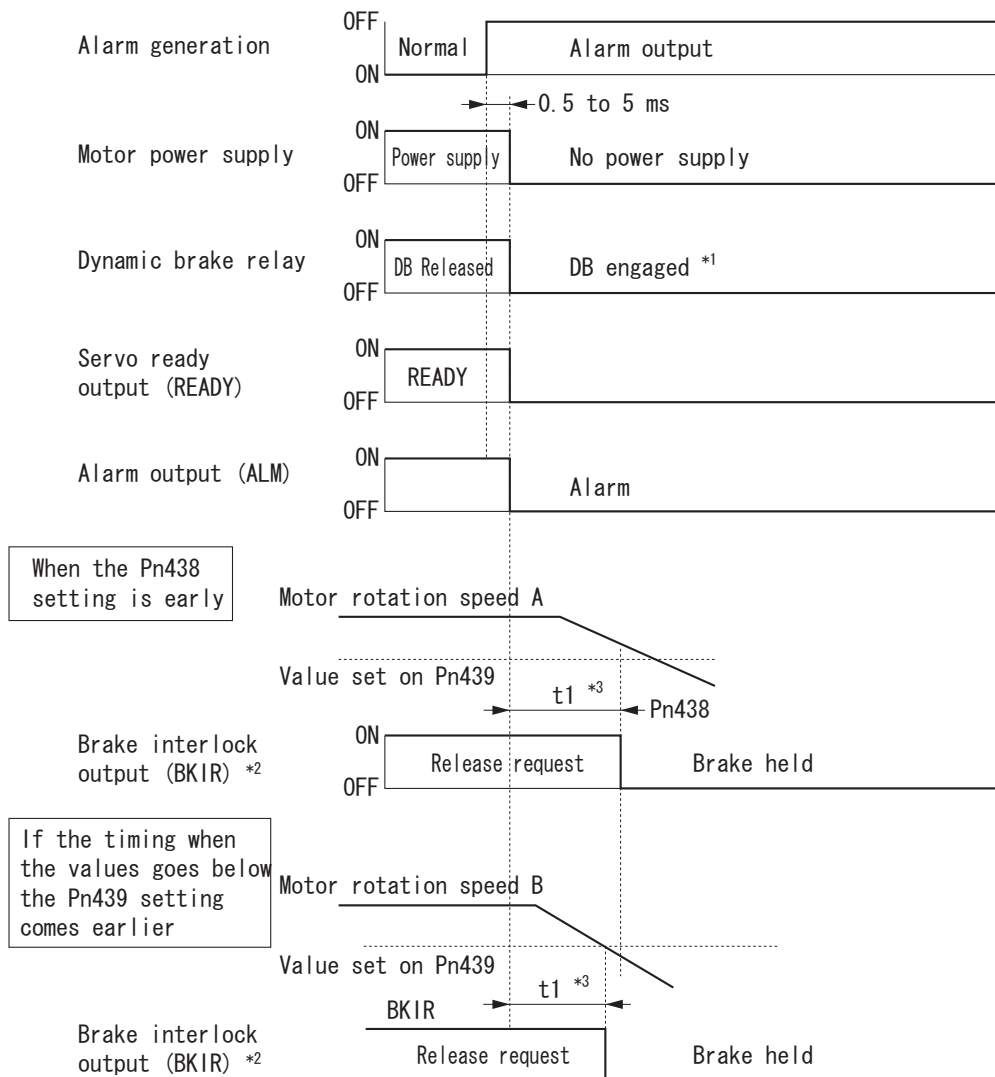 OFF
Alarm generation
Normal
Alarm output
ON
0.5 to 5 ms
ON
Motor power supply
Power supply
No power supply
OFF
ON
Dynamic brake relay
DB Released
DB engaged *1
OFF
Servo ready
output (READY)
ON
READY
OFF
Alarm output (ALM)
ON
Alarm
OFF
When the Pn438
setting is early
Motor rotation speed A
Value set on Pn439
t1 *3
Pn438
Brake interlock
output (BKIR) *2
ON
Release request
Brake held
OFF
If the timing when
the values goes below
the Pn439 setting
comes earlier
Motor rotation speed B
Value set on Pn439
t1 *3
BKIR
Brake interlock
output (BKIR) *2
Release request
Brake held